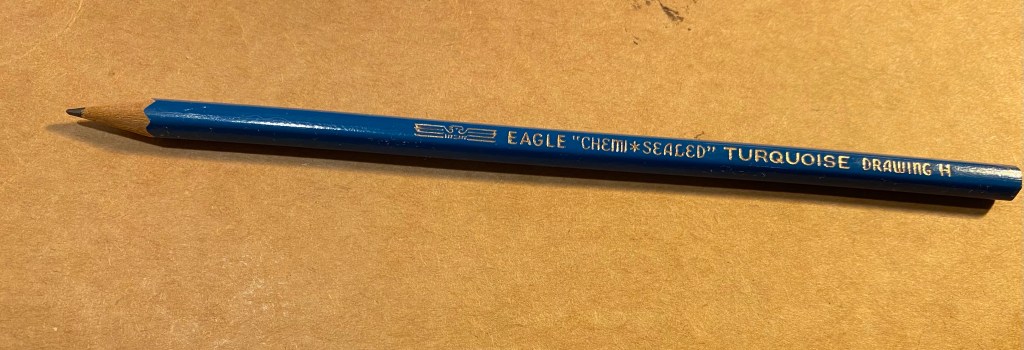 EAGLE "CHEMI*SEALED" TURQUOISE DRAWING H